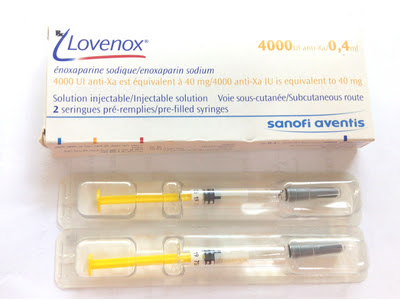 Lovenox®
4000 UI anti-Xa/0,4 ml
énoxaparine sodique/enoxaparin sodium
4000 UI anti-Xa est équivalent à 40 mg/4000 anti-Xa IU is equivalent to 40 mg
Solution injectable/Injectable solution Voie sous-cutanée/Subcutaneous route
2 seringues pré-remplies/pre-filled syringes
sanofi aventis